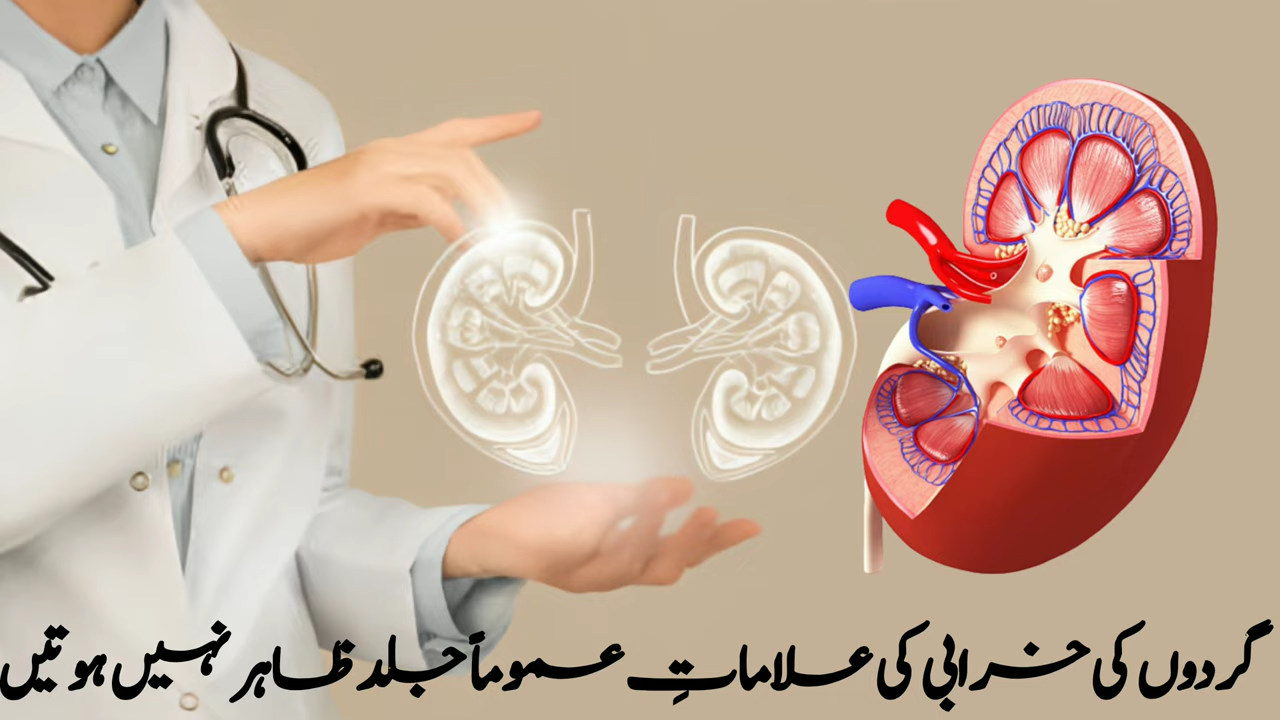 گردوں کی خرابی کی علاماتِ عموماً جلد ظاہر نہیں ہوتیں